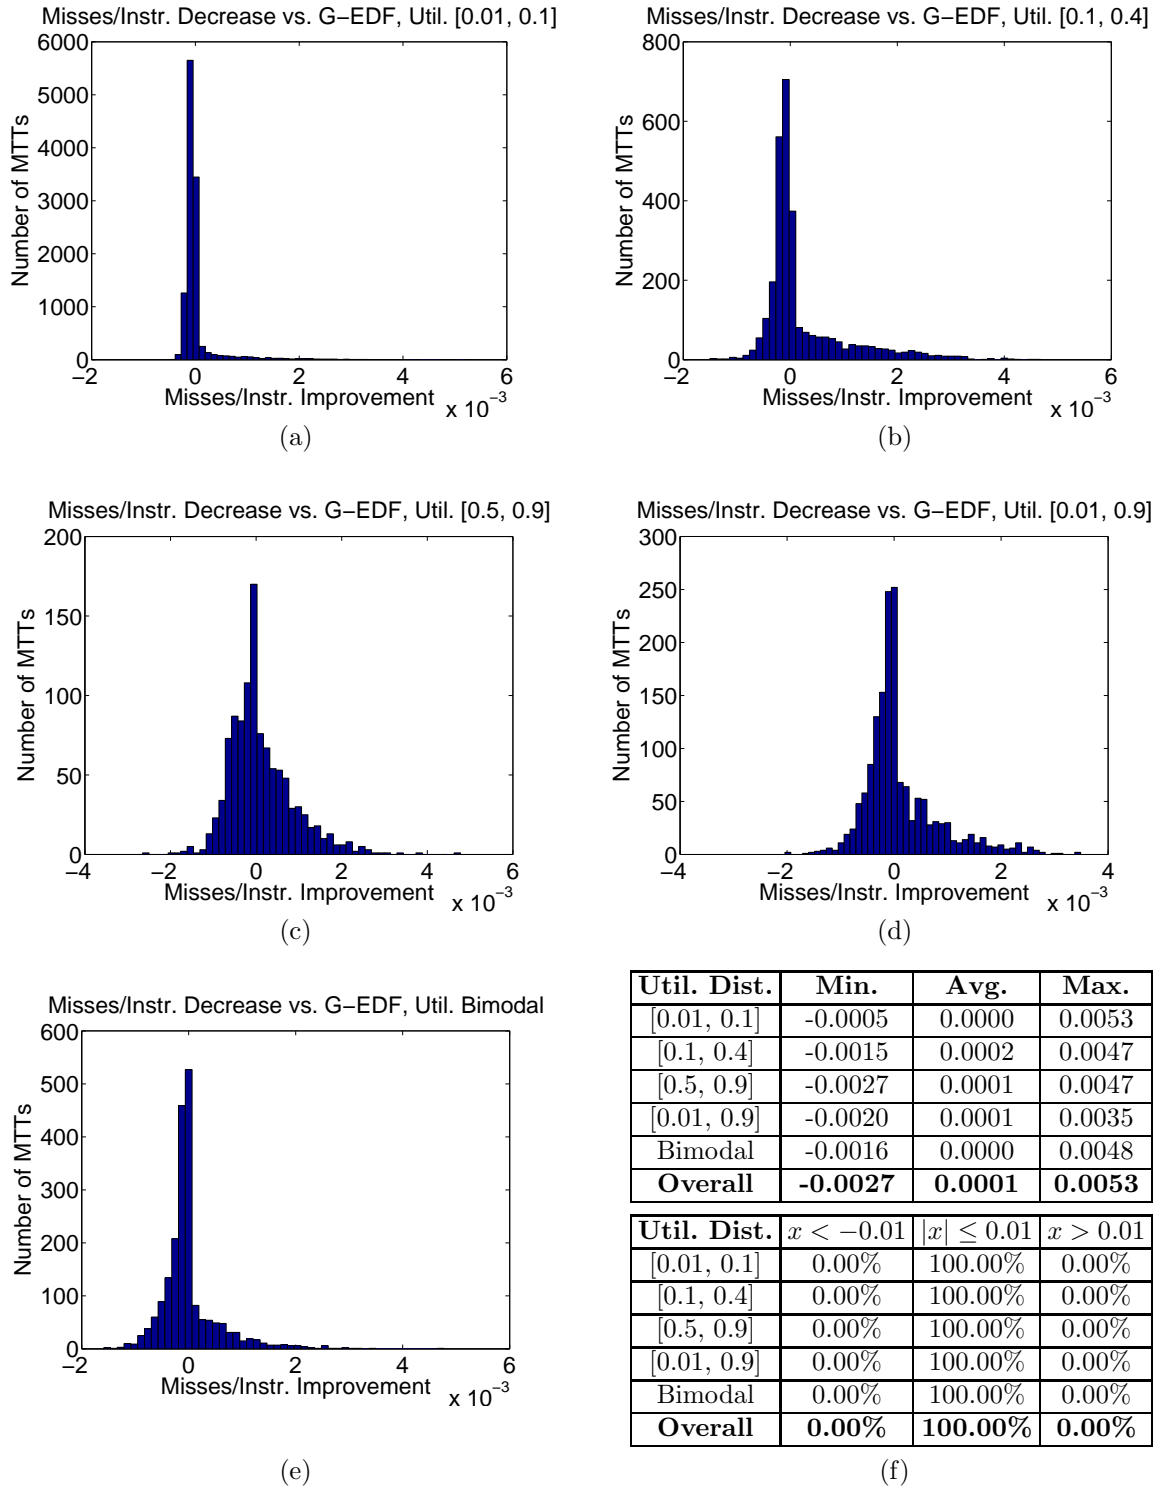 Misses/Instr. Decrease vs. G−EDF, Util. [0.01, 0.1]
6000
5000
4000
3000
2000
1000
0
Number of MTTs
−2 0 2 4 6
Misses/Instr. Improvement x 10−3
(a)
Misses/Instr. Decrease vs. G−EDF, Util. [0.1, 0.4]
800
600
400
200
0
Number of MTTs
−2 0 2 4 6
Misses/Instr. Improvement x 10−3
(b)
Misses/Instr. Decrease vs. G−EDF, Util. [0.5, 0.9]
200
150
100
50
0
Number of MTTs
−4 −2 0 2 4 6
Misses/Instr. Improvement x 10−3
(c)
Misses/Instr. Decrease vs. G−EDF, Util. [0.01, 0.9]
300
250
200
150
100
50
0
Number of MTTs
−4 −2 0 2 4
Misses/Instr. Improvement x 10−3
(d)
Misses/Instr. Decrease vs. G−EDF, Util. Bimodal
600
500
400
300
200
100
0
Number of MTTs
−2 0 2 4 6
Misses/Instr. Improvement x 10−3
(e)
Util. Dist. Min. Avg. Max.
[0.01, 0.1] -0.0005 0.0000 0.0053
[0.1, 0.4] -0.0015 0.0002 0.0047
[0.5, 0.9] -0.0027 0.0001 0.0047
[0.01, 0.9] -0.0020 0.0001 0.0035
Bimodal -0.0016 0.0000 0.0048
Overall -0.0027 0.0001 0.0053
Util. Dist. x < −0.01 |x| ≤ 0.01 x > 0.01
[0.01, 0.1] 0.00% 100.00% 0.00%
[0.1, 0.4] 0.00% 100.00% 0.00%
[0.5, 0.9] 0.00% 100.00% 0.00%
[0.01, 0.9] 0.00% 100.00% 0.00%
Bimodal 0.00% 100.00% 0.00%
Overall 0.00% 100.00% 0.00%
(f)